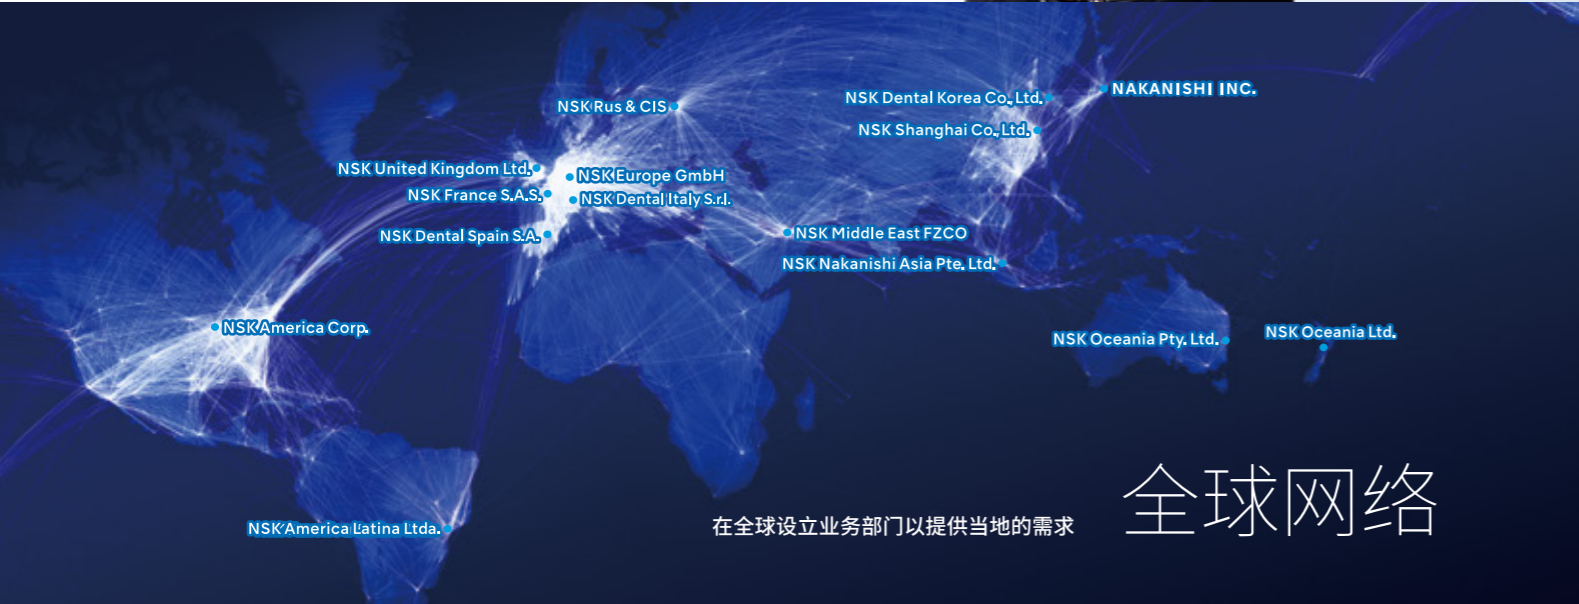 NAKANISHI INC.
NSK Dental Korea Co., Ltd.
NSK Rus & CIS
NSK Shanghai Co., Ltd.
NSK United Kingdom Ltd.
NSK Europe GmbH
NSK France S.A.S.
NSK Dental Italy S.r.l.
NSK Dental Spain S.A.
NSK Middle East FZCO
NSK Nakanishi Asia Pte. Ltd.
NSK America Corp.
NSK Oceania Pty. Ltd.
NSK Oceania Ltd.
NSK America Latina Ltda.
在全球设立业务部门以提供当地的需求
全球网络